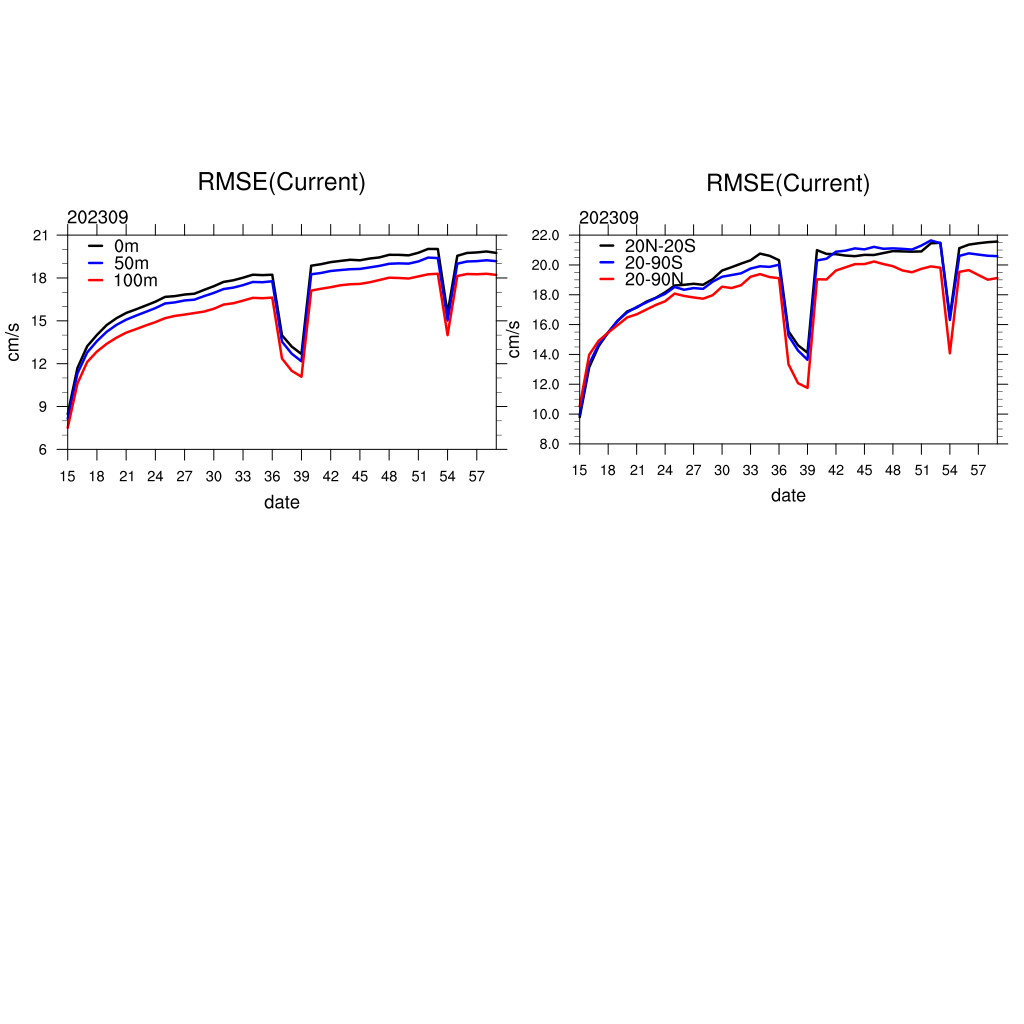 RMSE(Current)
202309
21
18
15
12
9
6
cm/s
0m
50m
100m
15 18 21 24 27 30 33 36 39 42 45 48 51 54 57
date
RMSE(Current)
202309
22.0
20.0
18.0
16.0
14.0
12.0
10.0
8.0
cm/s
20N-20S
20-90S
20-90N
15 18 21 24 27 30 33 36 39 42 45 48 51 54 57
date